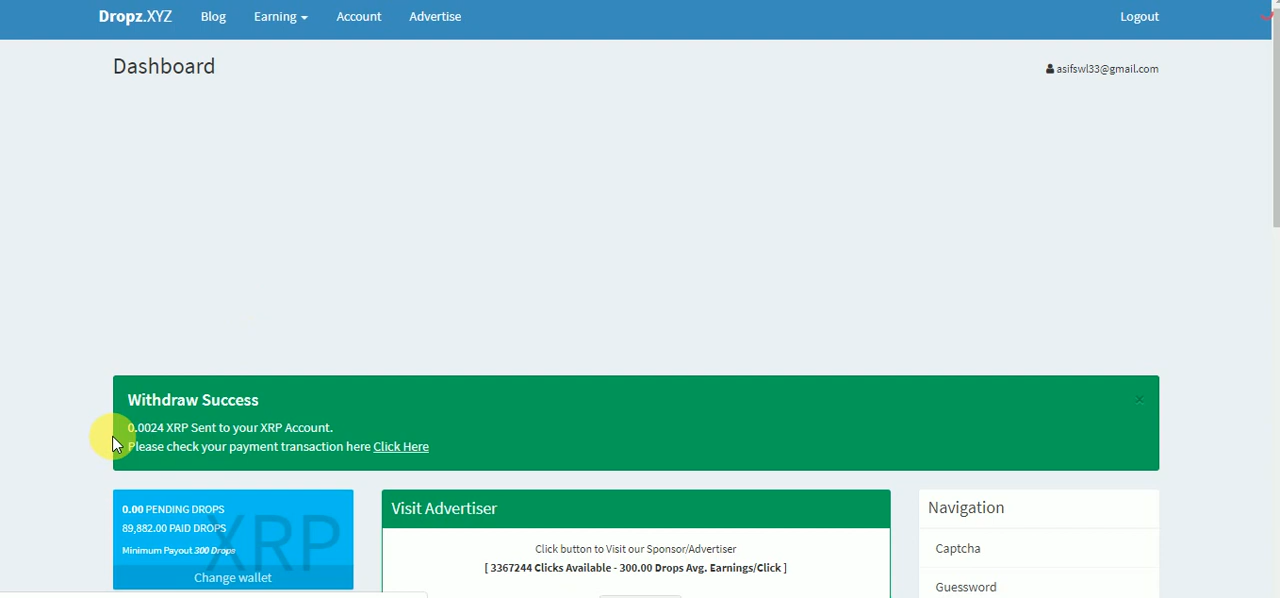 Dropz.XYZ Blog Earning Account Advertise Logout
Dashboard asifswl33@gmail.com
Withdraw Success ×
0.0024 XRP Sent to your XRP Account.
Please check your payment transaction here Click Here
0.00 PENDING DROPS
89,882.00 PAID DROPS
XRP
Minimum Payout 300 Drops
Change wallet
Visit Advertiser
Click button to Visit our Sponsor/Advertiser
[ 3367244 Clicks Available - 300.00 Drops Avg. Earnings/Click ]
Navigation
Captcha
Guessword